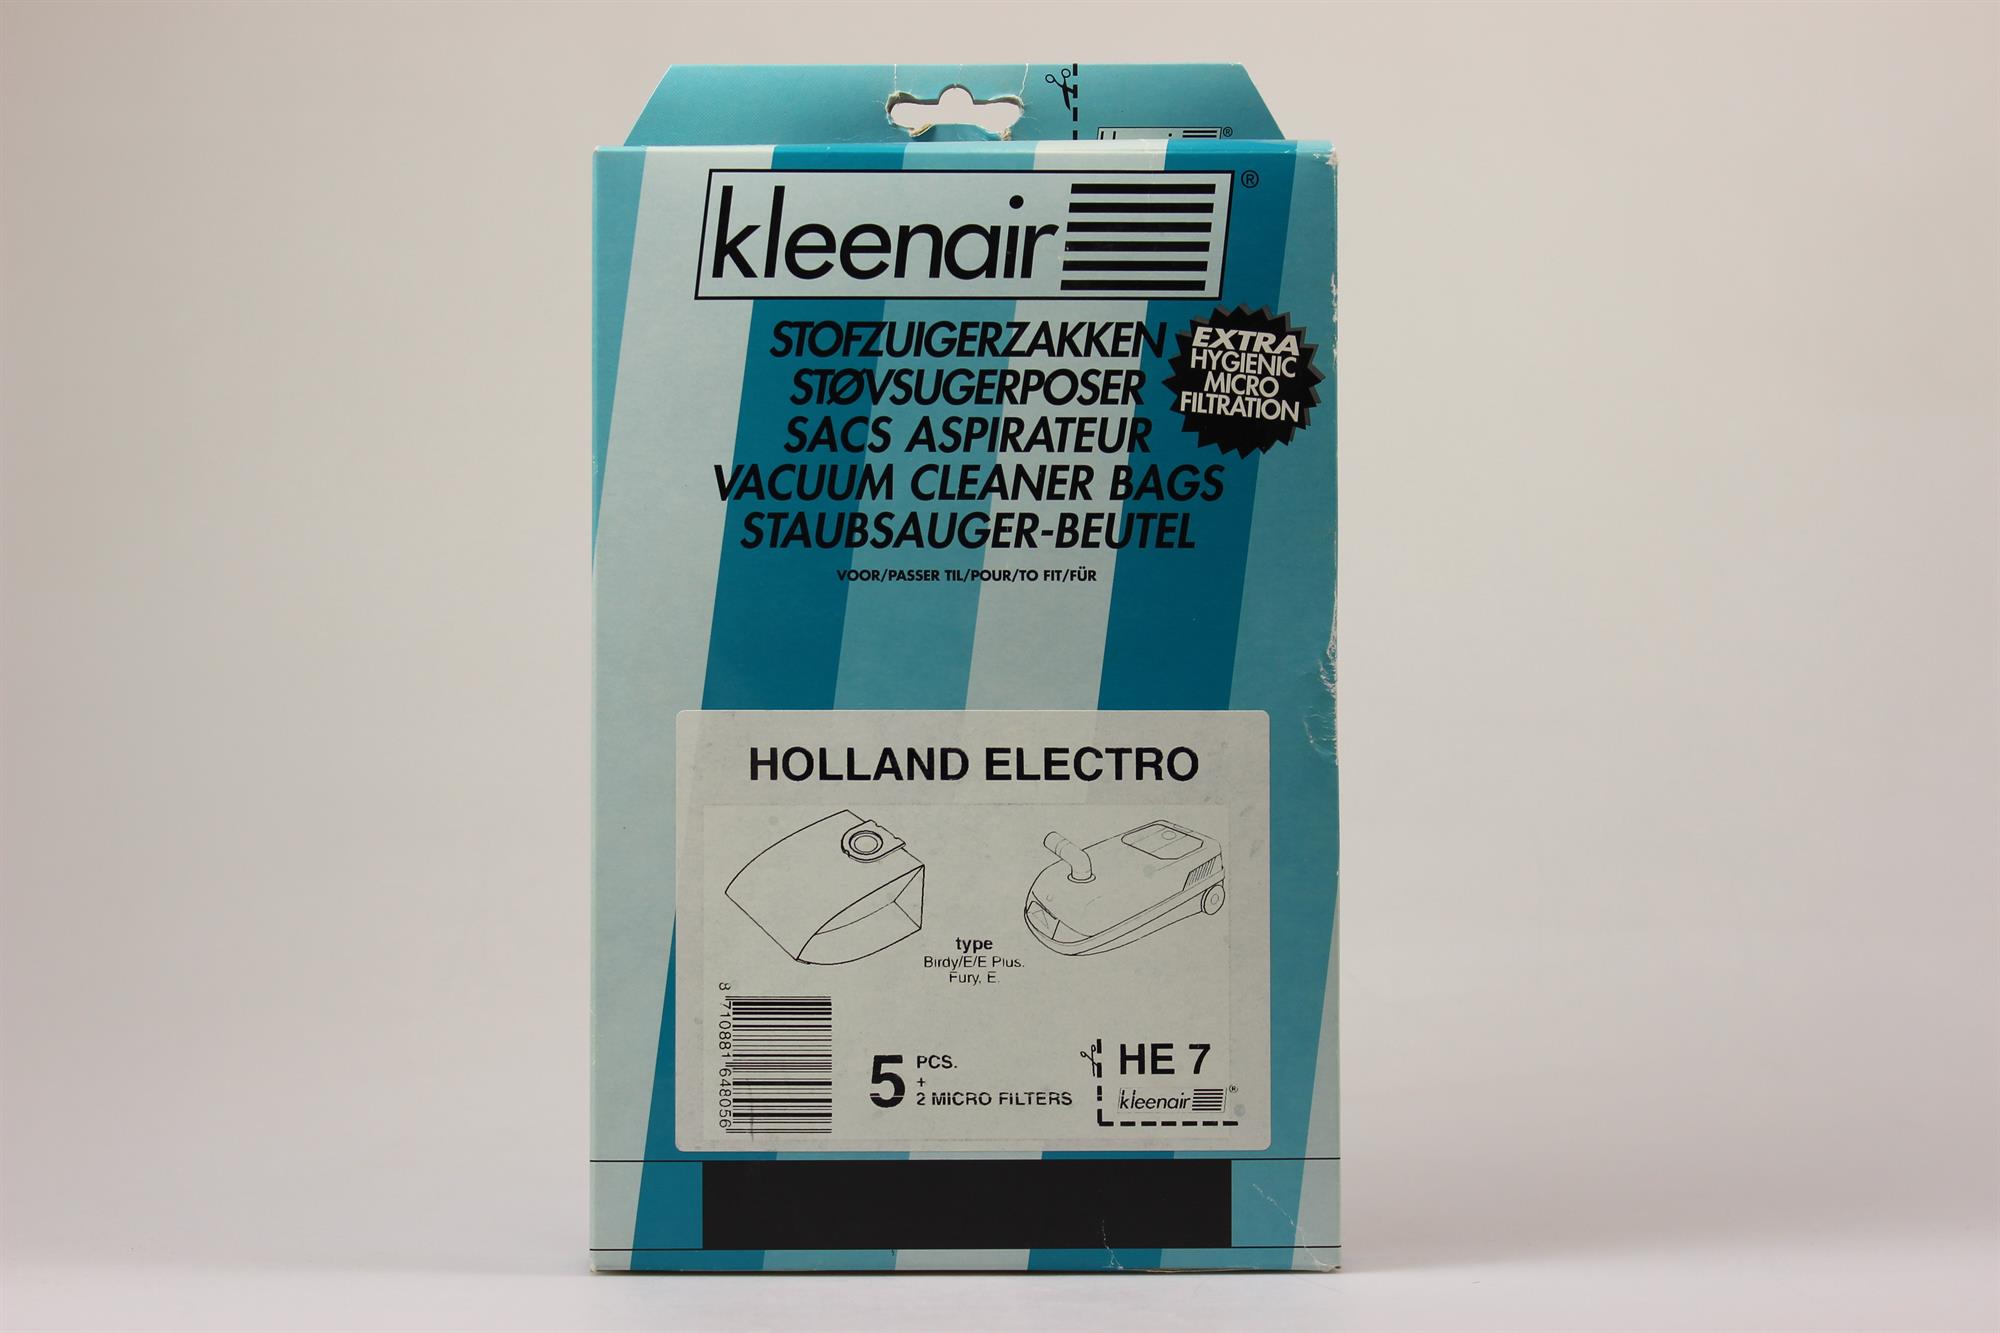 kleenair ®
STOFZUIGERZAKKEN
STØVSUGERPOSER
SACS ASPIRATEUR
VACUUM CLEANER BAGS
STAUBSAUGER-BEUTEL
VOOR/PASSER TIL/POUR/TO FIT/FÜR
EXTRA
HYGIENIC
MICRO
FILTRATION
HOLLAND ELECTRO
type
Birdy/E/E Plus.
Fury, E.
8 710881 648056
5 PCS.
+
2 MICRO FILTERS
HE 7
kleenair ®